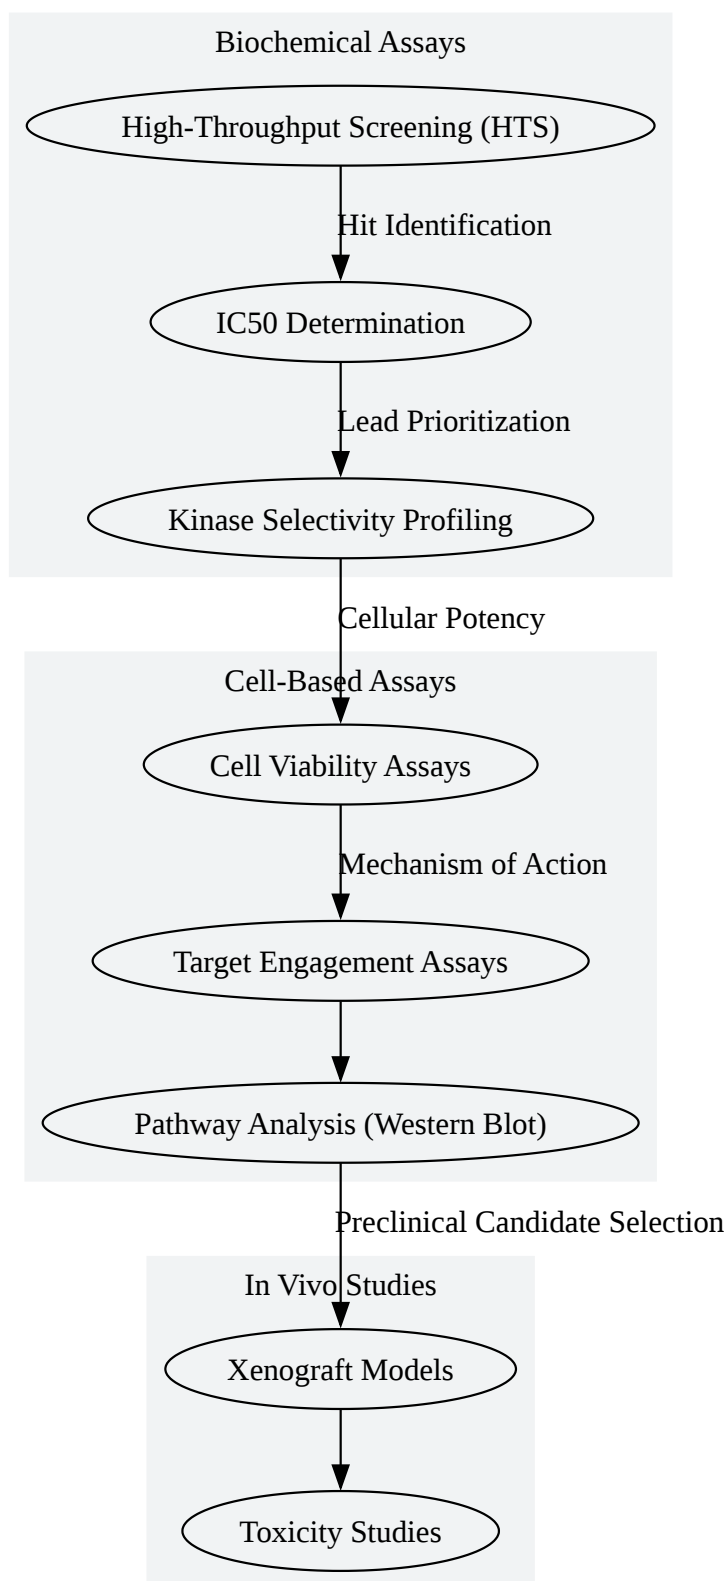 Biochemical Assays
High-Throughput Screening (HTS)
Hit Identification
IC50 Determination
Lead Prioritization
Kinase Selectivity Profiling
Cellular Potency
Cell-Based Assays
Cell Viability Assays
Mechanism of Action
Target Engagement Assays
Pathway Analysis (Western Blot)
Preclinical Candidate Selection
In Vivo Studies
Xenograft Models
Toxicity Studies